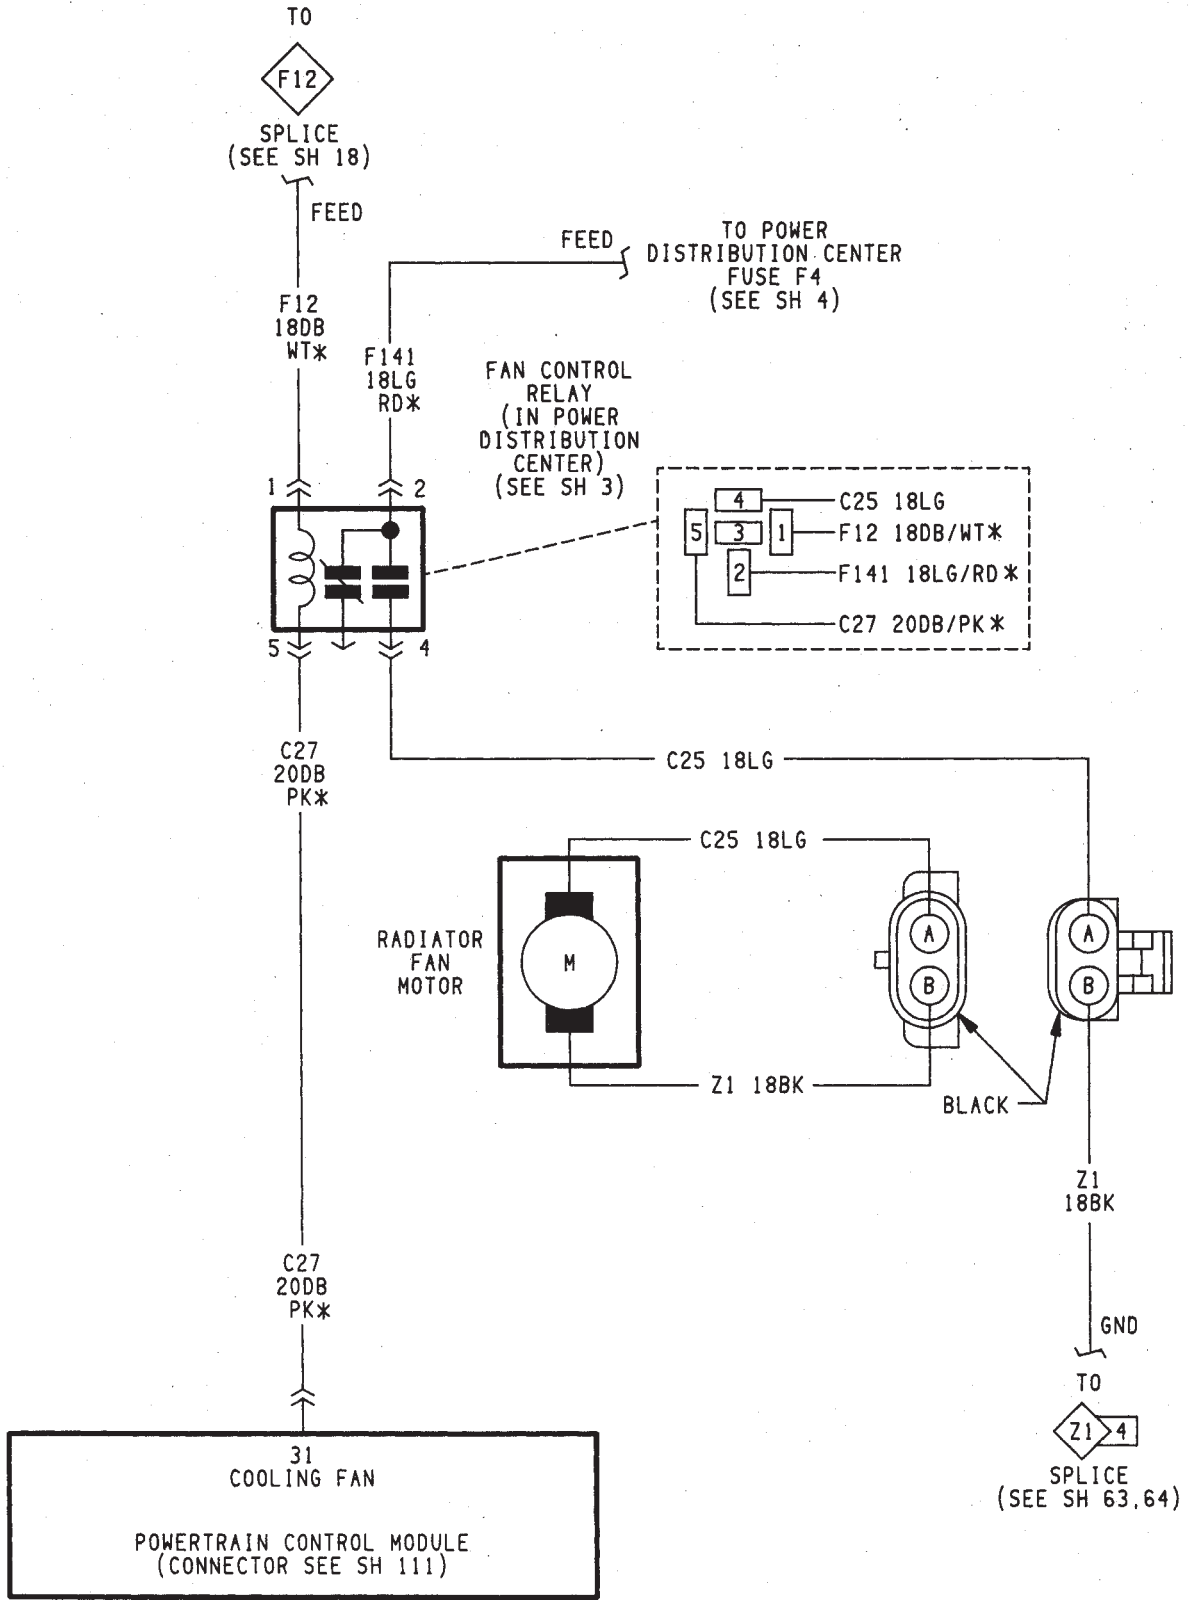 TO
F12
SPLICE
(SEE SH 18)
FEED
FEED
TO POWER
DISTRIBUTION CENTER
FUSE F4
(SEE SH 4)
F12
18DB
WT*
F141
18LG
RD*
FAN CONTROL
RELAY
(IN POWER
DISTRIBUTION
CENTER)
(SEE SH 3)
1
2
5
4
4
5
3
1
2
C25 18LG
F12 18DB/WT*
F141 18LG/RD*
C27 20DB/PK*
C27
20DB
PK*
C25 18LG
C25 18LG
RADIATOR
FAN
MOTOR
M
A
B
A
B
Z1 18BK
BLACK
Z1
18BK
C27
20DB
PK*
GND
TO
Z1 4
SPLICE
(SEE SH 63,64)
31
COOLING FAN
POWERTRAIN CONTROL MODULE
(CONNECTOR SEE SH 111)